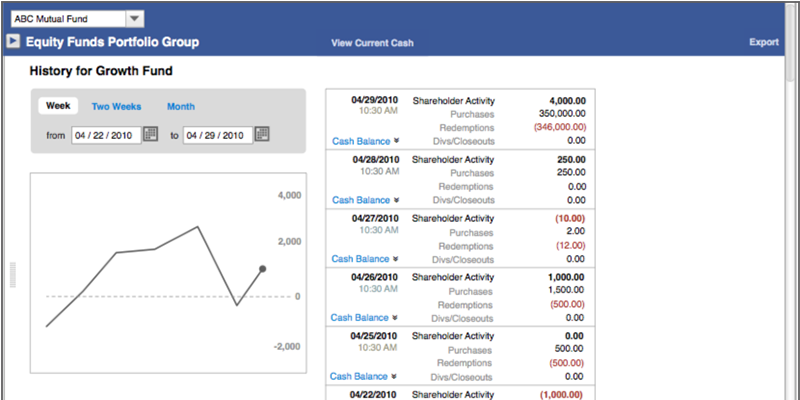 ABC Mutual Fund
Equity Funds Portfolio Group
View Current Cash
Export
History for Growth Fund
Week Two Weeks Month
from 04 / 22 / 2010 to 04 / 29 / 2010
4,000
2,000
0
-2,000
04/29/2010 Shareholder Activity 4,000.00
10:30 AM Purchases 350,000.00
Redemptions (346,000.00)
Cash Balance Divs/Closeouts 0.00
04/28/2010 Shareholder Activity 250.00
10:30 AM Purchases 250.00
Redemptions 0.00
Cash Balance Divs/Closeouts 0.00
04/27/2010 Shareholder Activity (10.00)
10:30 AM Purchases 2.00
Redemptions (12.00)
Cash Balance Divs/Closeouts 0.00
04/26/2010 Shareholder Activity 1,000.00
10:30 AM Purchases 1,500.00
Redemptions (500.00)
Cash Balance Divs/Closeouts 0.00
04/25/2010 Shareholder Activity 0.00
10:30 AM Purchases 500.00
Redemptions (500.00)
Cash Balance Divs/Closeouts 0.00
04/22/2010 Shareholder Activity (1,000.00)